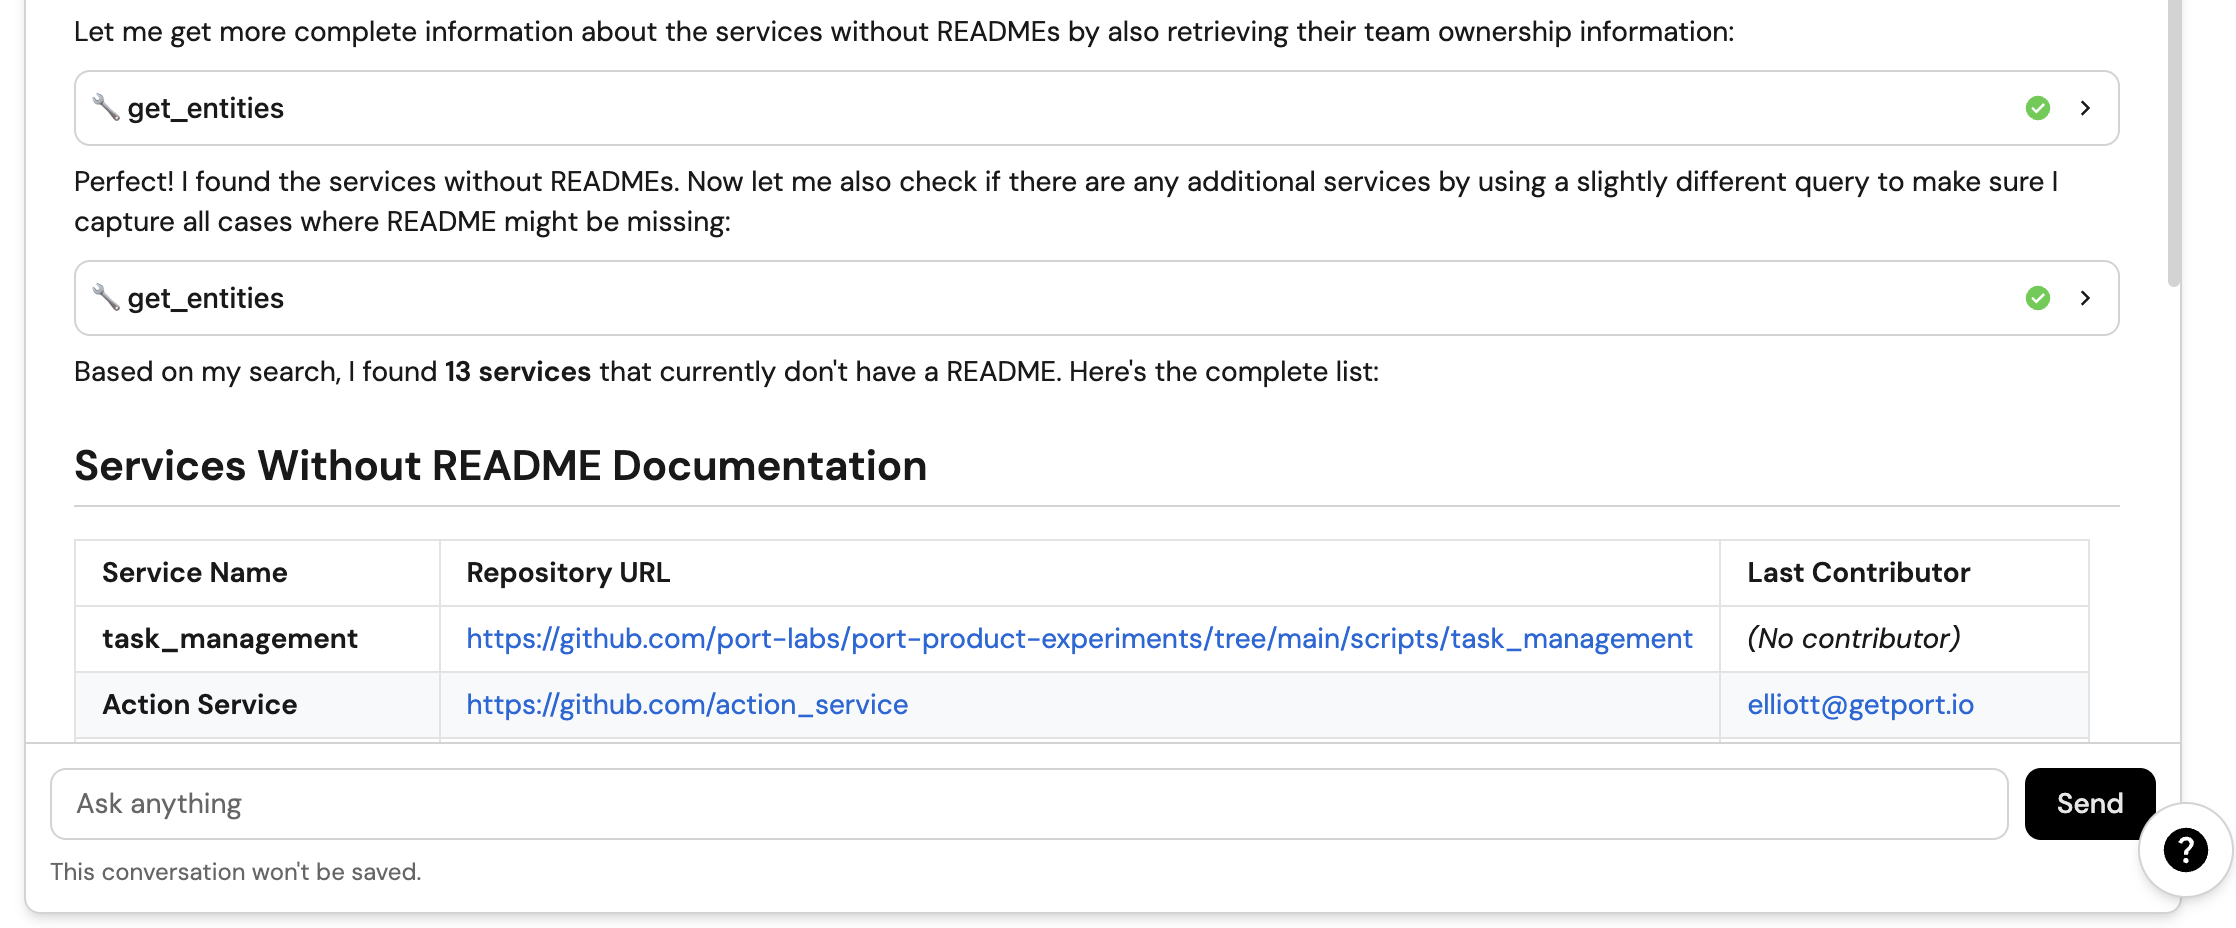 Let me get more complete information about the services without READMEs by also retrieving their team ownership information:
get_entities
Perfect! I found the services without READMEs. Now let me also check if there are any additional services by using a slightly different query to make sure I
capture all cases where README might be missing:
get_entities
Based on my search, I found 13 services that currently don't have a README. Here's the complete list:
Services Without README Documentation
Service Name Repository URL Last Contributor
task_management https://github.com/port-labs/port-product-experiments/tree/main/scripts/task_management (No contributor)
Action Service https://github.com/action_service elliott@getport.io
Ask anything Send
?
This conversation won't be saved.